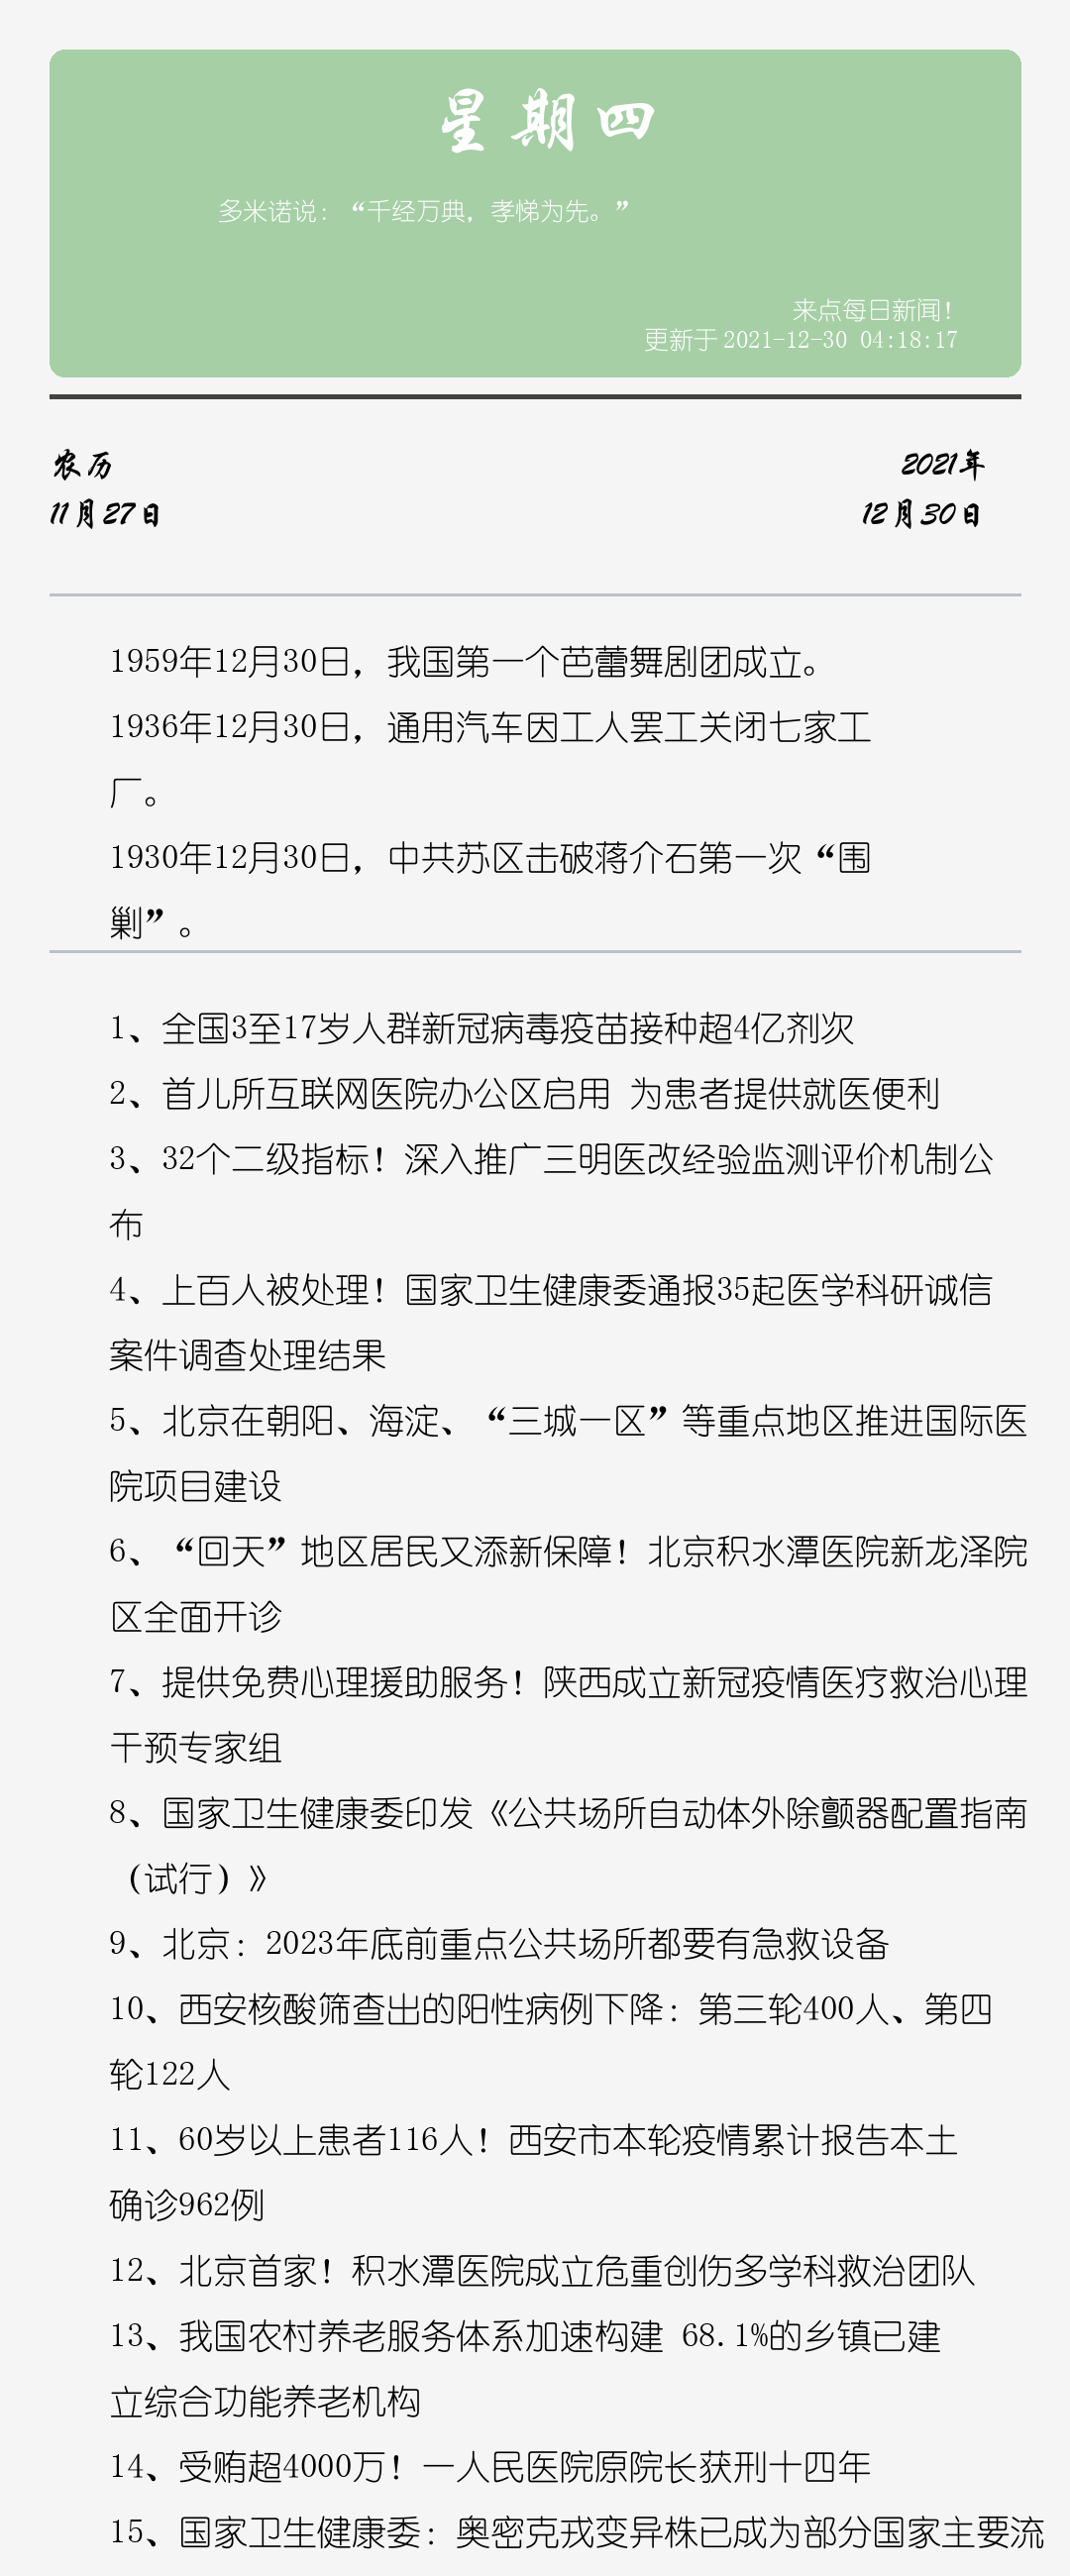 星期四
多米诺说：“千经万典，孝悌为先。”
来点每日新闻！
更新于 2021-12-30 04:18:17
农历
2021年
11月27日
12月30日
1959年12月30日，我国第一个芭蕾舞剧团成立。
1936年12月30日，通用汽车因工人罢工关闭七家工
厂。
1930年12月30日，中共苏区击破蒋介石第一次“围
剿”。
1、全国3至17岁人群新冠病毒疫苗接种超4亿剂次
2、首儿所互联网医院办公区启用 为患者提供就医便利
3、32个二级指标！深入推广三明医改经验监测评价机制公
布
4、上百人被处理！国家卫生健康委通报35起医学科研诚信
案件调查处理结果
5、北京在朝阳、海淀、“三城一区”等重点地区推进国际医
院项目建设
6、“回天”地区居民又添新保障！北京积水潭医院新龙泽院
区全面开诊
7、提供免费心理援助服务！陕西成立新冠疫情医疗救治心理
干预专家组
8、国家卫生健康委印发《公共场所自动体外除颤器配置指南
（试行）》
9、北京：2023年底前重点公共场所都要有急救设备
10、西安核酸筛查出的阳性病例下降：第三轮400人、第四
轮122人
11、60岁以上患者116人！西安市本轮疫情累计报告本土
确诊962例
12、北京首家！积水潭医院成立危重创伤多学科救治团队
13、我国农村养老服务体系加速构建 68.1%的乡镇已建
立综合功能养老机构
14、受贿超4000万！一人民医院原院长获刑十四年
15、国家卫生健康委：奥密克戎变异株已成为部分国家主要流